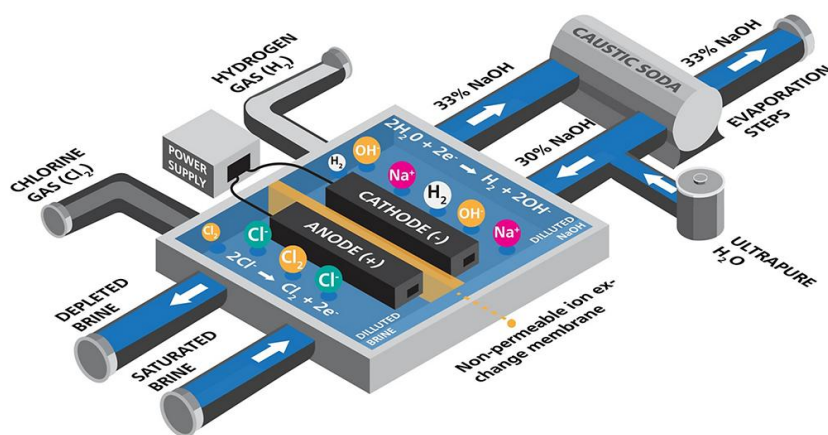 HYDROGEN
GAS (H₂)
33% NaOH
CAUSTIC SODA
33% NaOH
EVAPORATION
STEPS
POWER
SUPPLY
CHLORINE
GAS (Cl₂)
2H₂0 + 2e⁻ → H₂ + 2OH⁻
30% NaOH
H₂
OH⁻
Na⁺
H₂
OH⁻
Na⁺
CATHODE (-)
DILLUTED
NaOH
ULTRAPURE
H₂O
Cl₂
Cl⁻
Cl₂
Cl⁻
ANODE (+)
2Cl⁻ → Cl₂ + 2e⁻
DILLUTED
BRINE
DEPLETED
BRINE
SATURATED
BRINE
Non-permeable ion ex-
change membrane